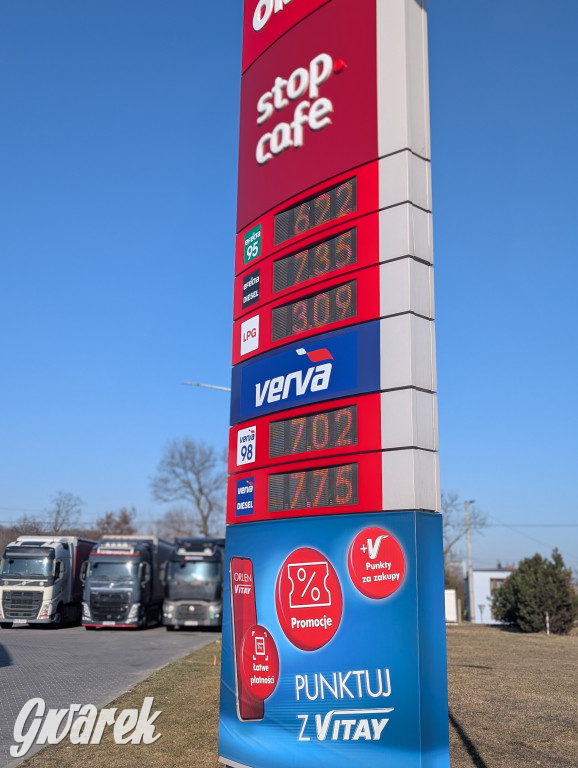 stop.
cafe
efecta
95
6.22
efecta
DIESEL
7.35
LPG
3.09
verva
verva
98
7.02
verva
DIESEL
7.75
+V
Punkty
za zakupy
ORLEN
VITAY
%
Promocje
Łatwe
płatności
PUNKTUJ
Z VITAY
Gwarek